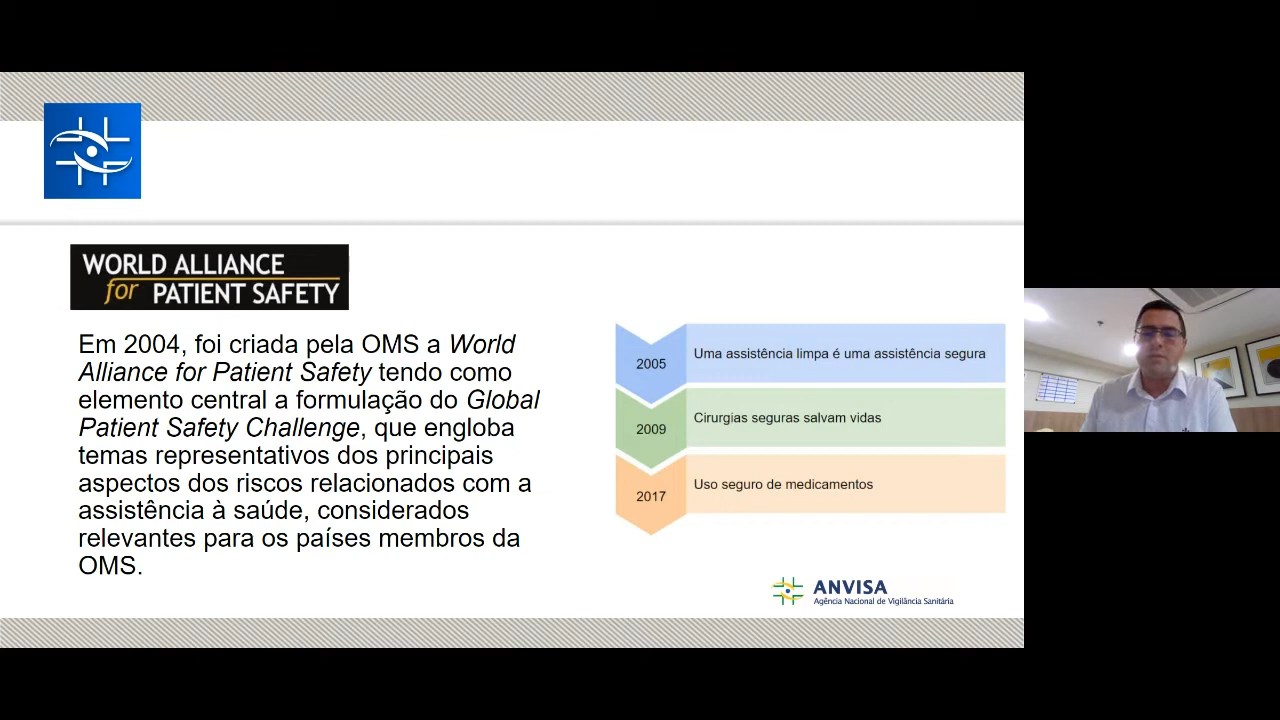 WORLD ALLIANCE
for PATIENT SAFETY
Em 2004, foi criada pela OMS a World
Alliance for Patient Safety tendo como
elemento central a formulação do Global
Patient Safety Challenge, que engloba
temas representativos dos principais
aspectos dos riscos relacionados com a
assistência à saúde, considerados
relevantes para os países membros da
OMS.
2005 Uma assistência limpa é uma assistência segura
2009 Cirurgias seguras salvam vidas
2017 Uso seguro de medicamentos
ANVISA
Agência Nacional de Vigilância Sanitária